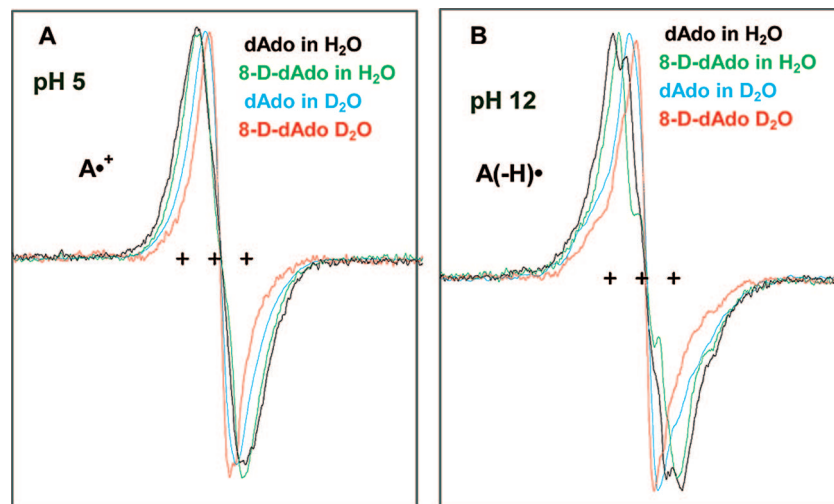 A
pH 5
A•⁺
dAdo in H₂O
8-D-dAdo in H₂O
dAdo in D₂O
8-D-dAdo D₂O
+ + +
B
pH 12
A(-H)•
dAdo in H₂O
8-D-dAdo in H₂O
dAdo in D₂O
8-D-dAdo D₂O
+ + +